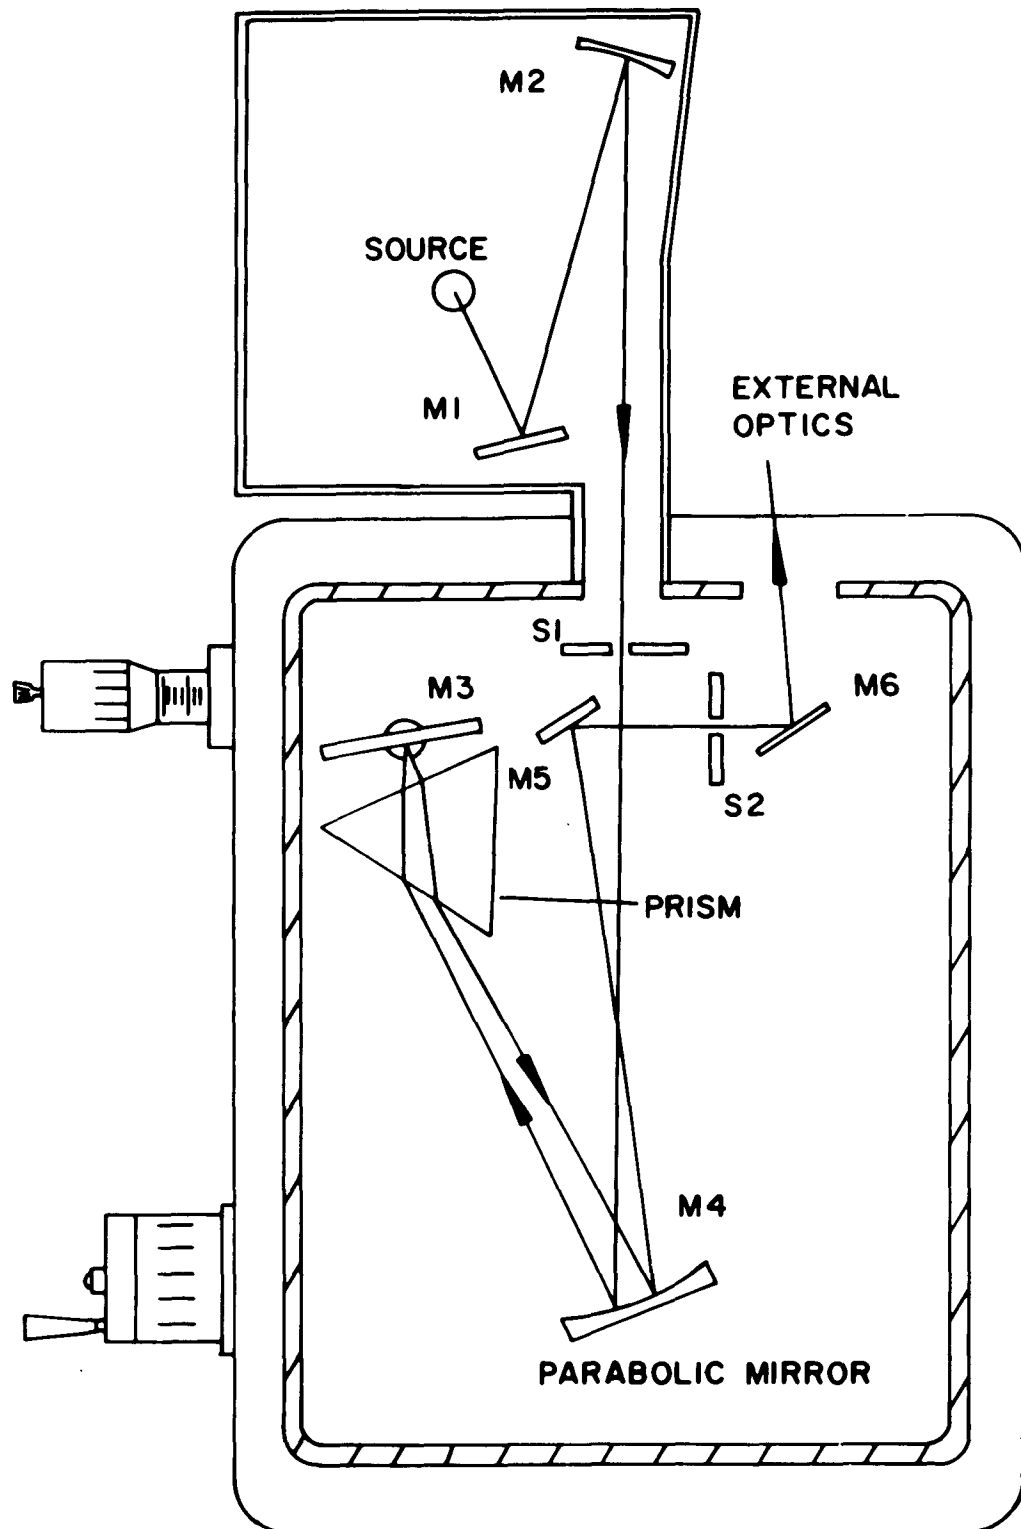 M2
SOURCE
M1
EXTERNAL
OPTICS
S1
M3
M6
M5
S2
PRISM
M4
PARABOLIC MIRROR